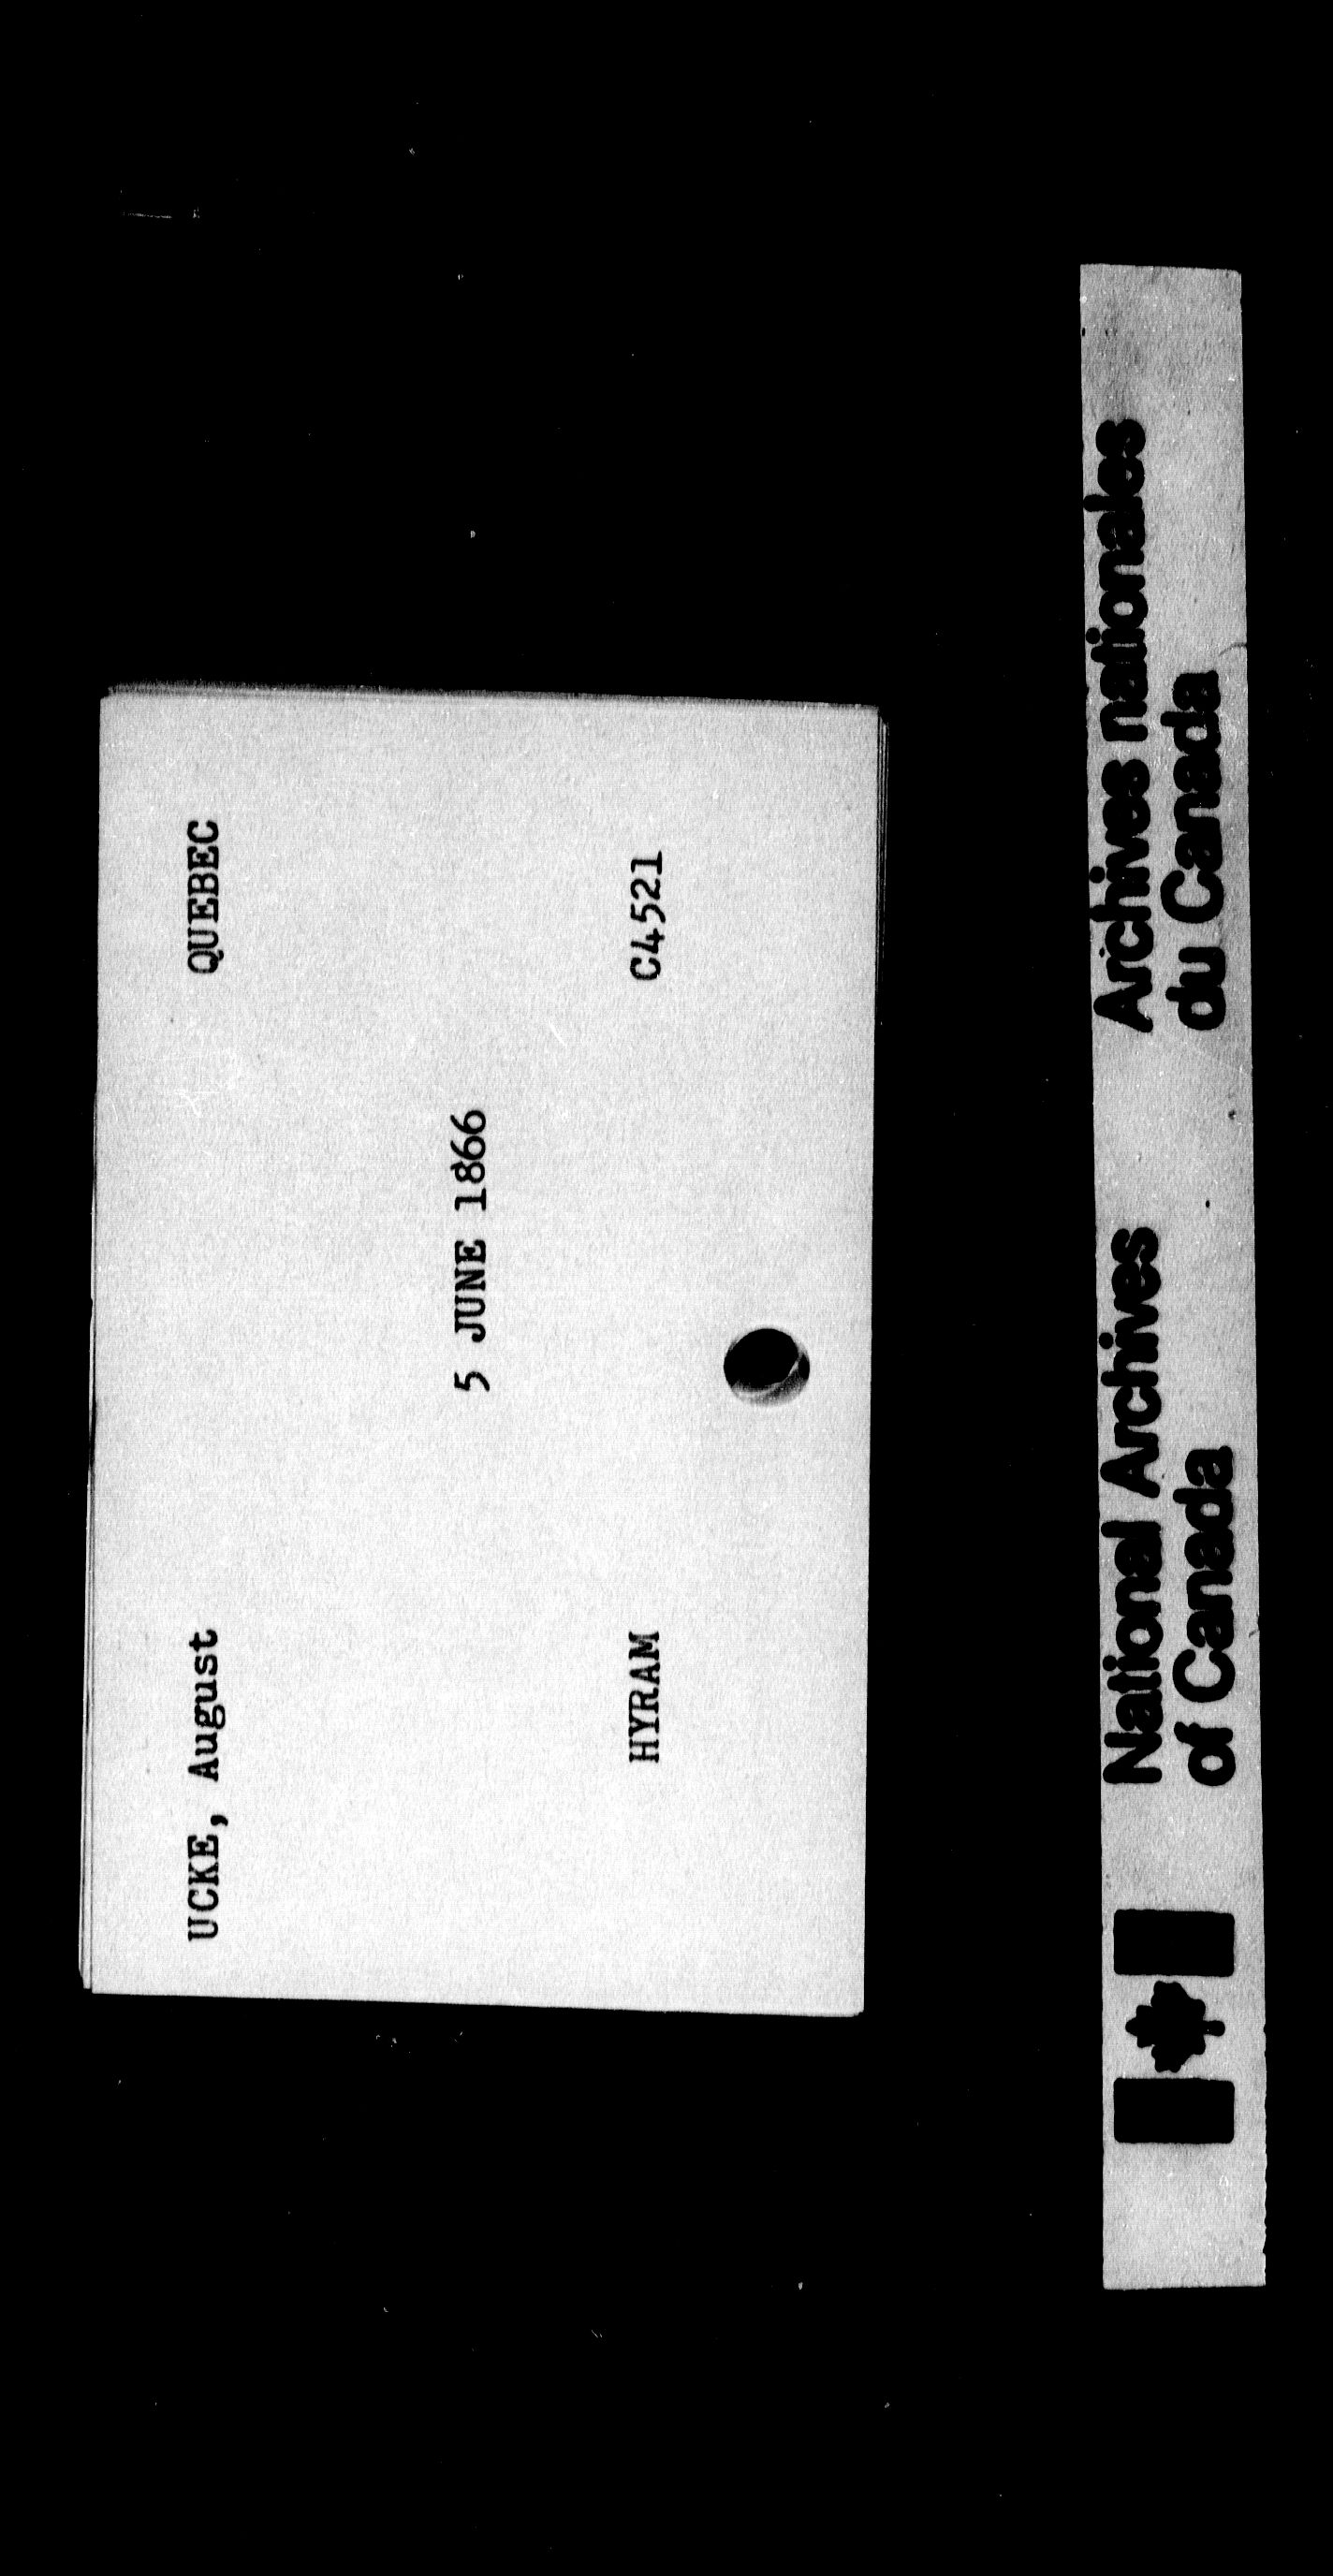 UCKE, August QUEBEC
5 JUNE 1866
HYRAM C4521
National Archives Archives nationales
of Canada du Canada